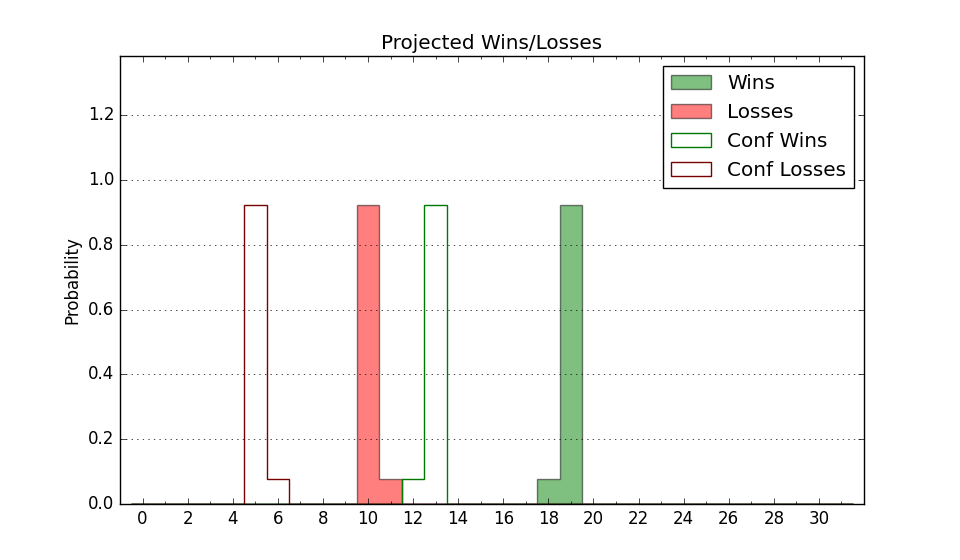 Projected Wins/Losses
Wins
Losses
Conf Wins
Conf Losses
Probability
1.2
1.0
0.8
0.6
0.4
0.2
0.0
0 2 4 6 8 10 12 14 16 18 20 22 24 26 28 30